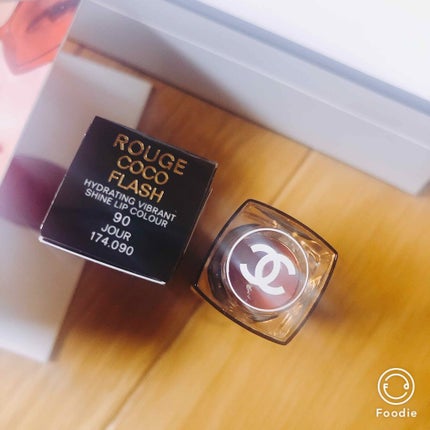 ROUGE
COCO
FLASH
HYDRATING VIBRANT
SHINE LIP COLOUR
90
JOUR
174.090
Foodie